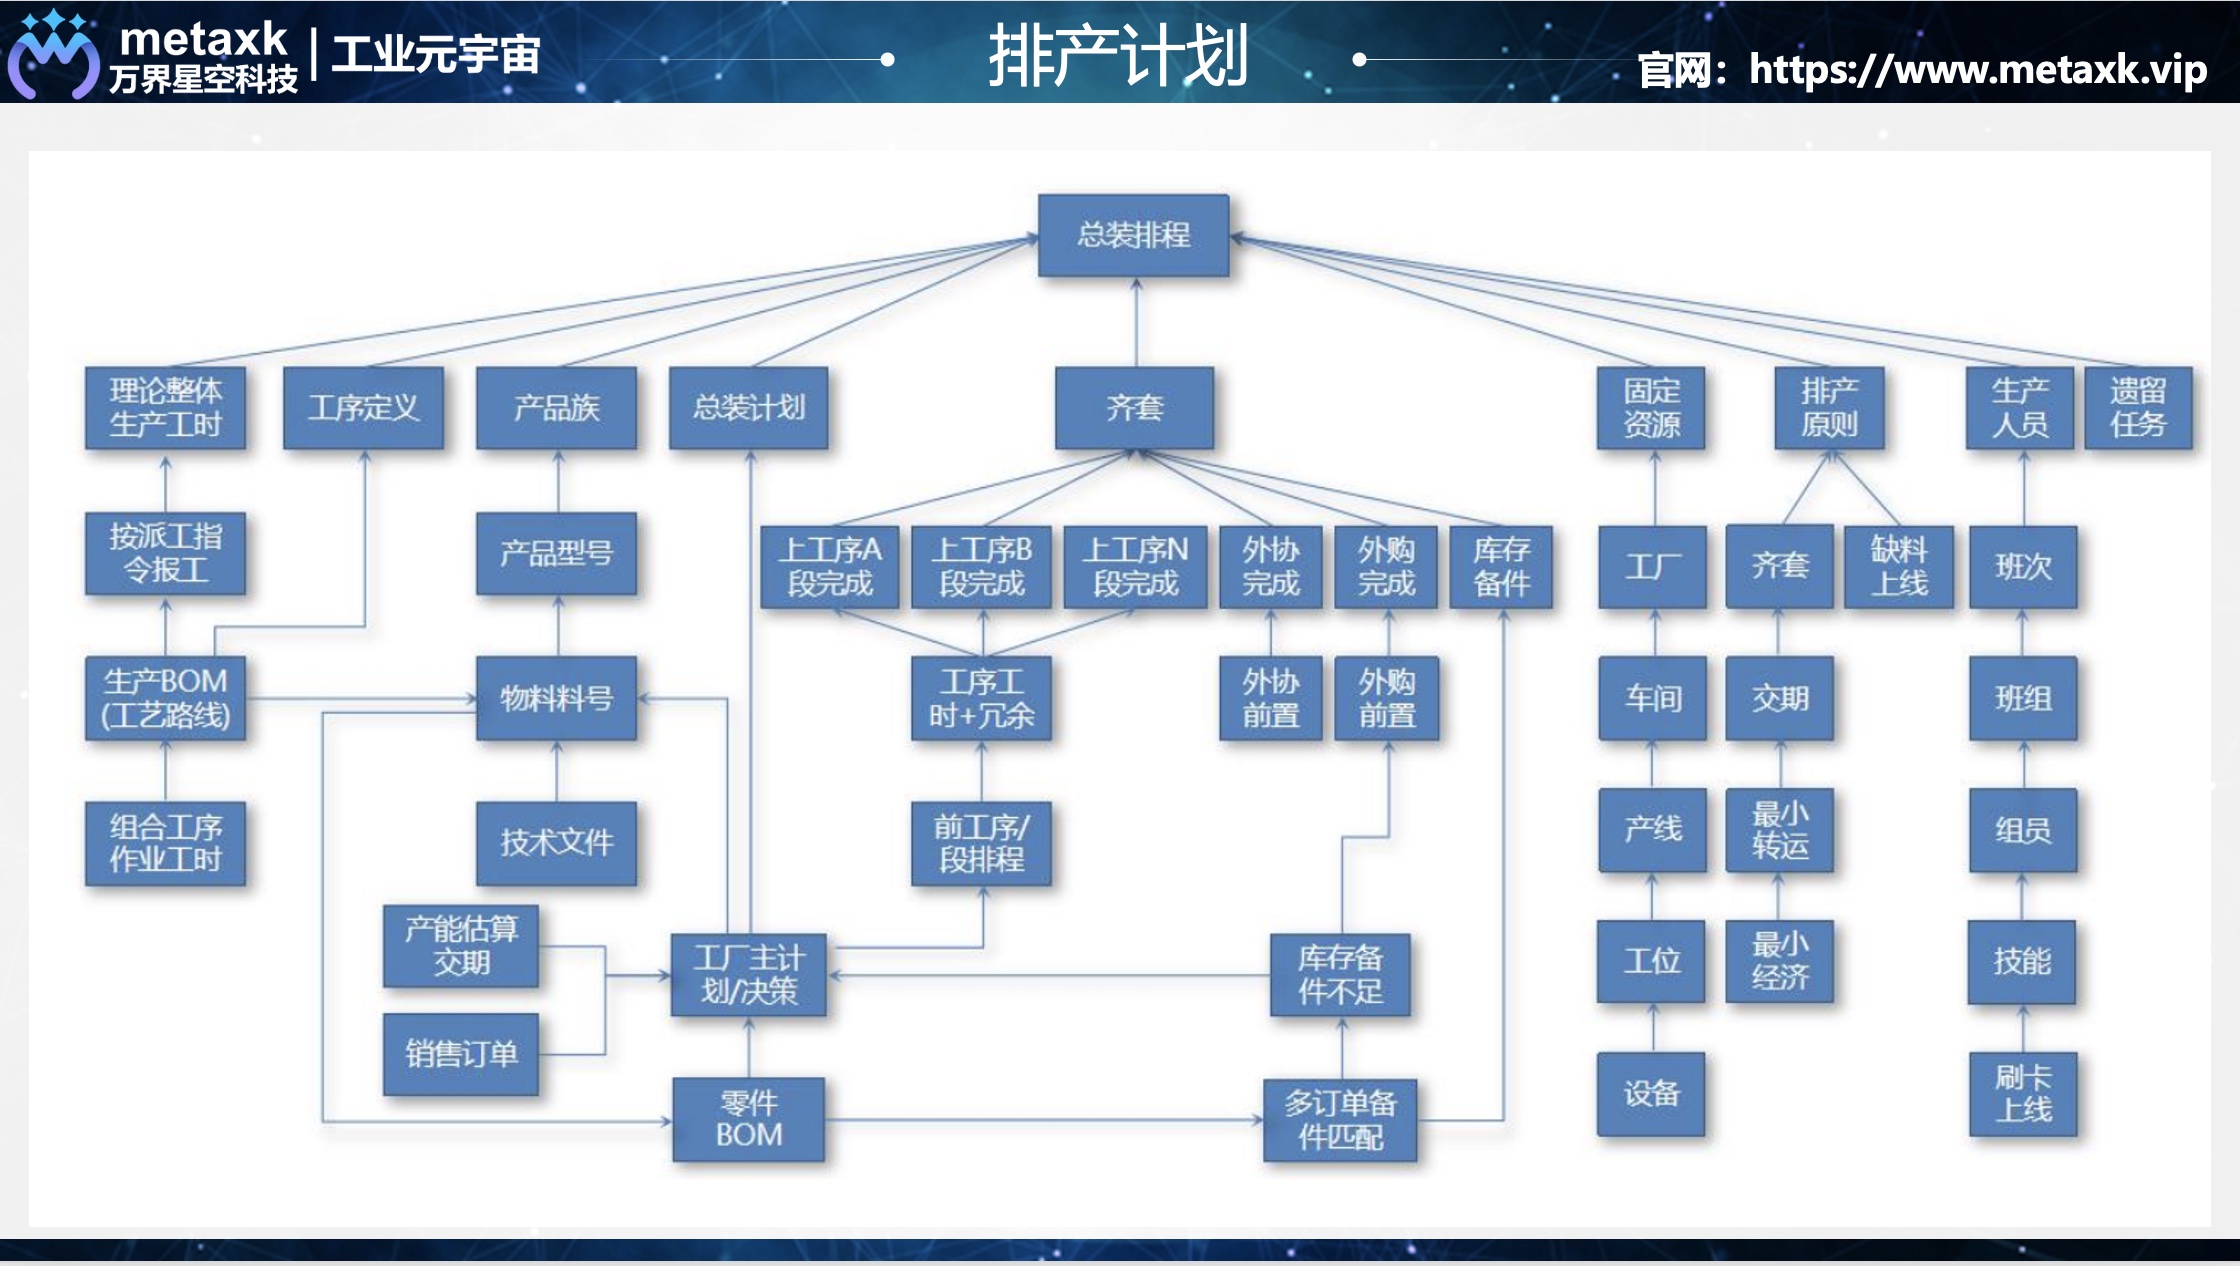 metaxk
万界星空科技
工业元宇宙
排产计划
官网：https://www.metaxk.vip
总装排程
理论整体
生产工时
工序定义
产品族
总装计划
齐套
固定
资源
排产
原则
生产
人员
遗留
任务
按派工指
令报工
产品型号
上工序A
段完成
上工序B
段完成
上工序N
段完成
外协
完成
外购
完成
库存
备件
工厂
齐套
缺料
上线
班次
生产BOM
(工艺路线)
物料料号
工序工
时+冗余
外协
前置
外购
前置
车间
交期
班组
组合工序
作业工时
技术文件
前工序/
段排程
产线
最小
转运
组员
产能估算
交期
工厂主计
划/决策
库存备
件不足
工位
最小
经济
技能
销售订单
零件
BOM
多订单备
件匹配
设备
刷卡
上线